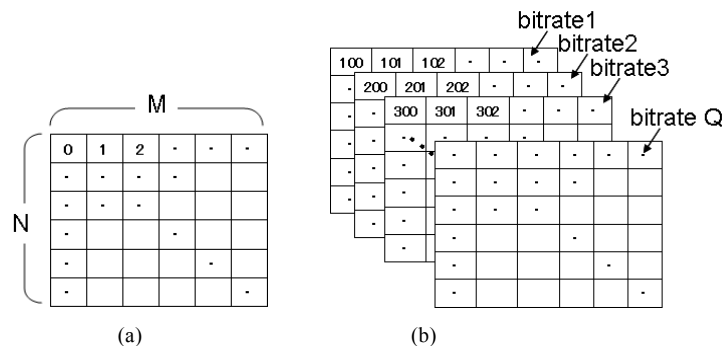 bitrate1
bitrate2
bitrate3
bitrate Q
M
N
0 1 2 - - -
- - - -
- - -
- -
- -
- -
100 101 102 - - -
200 201 202 - - -
300 301 302 - - -
- - - - - -
- - - -
- - -
- -
- -
- -
(a) (b)